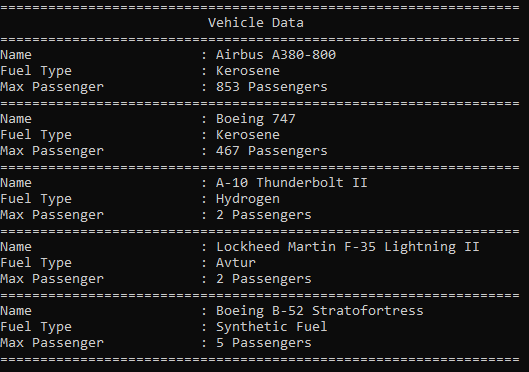 =================================================================
Vehicle Data
=================================================================
Name : Airbus A380-800
Fuel Type : Kerosene
Max Passenger : 853 Passengers
=================================================================
Name : Boeing 747
Fuel Type : Kerosene
Max Passenger : 467 Passengers
=================================================================
Name : A-10 Thunderbolt II
Fuel Type : Hydrogen
Max Passenger : 2 Passengers
=================================================================
Name : Lockheed Martin F-35 Lightning II
Fuel Type : Avtur
Max Passenger : 2 Passengers
=================================================================
Name : Boeing B-52 Stratofortress
Fuel Type : Synthetic Fuel
Max Passenger : 5 Passengers
=================================================================